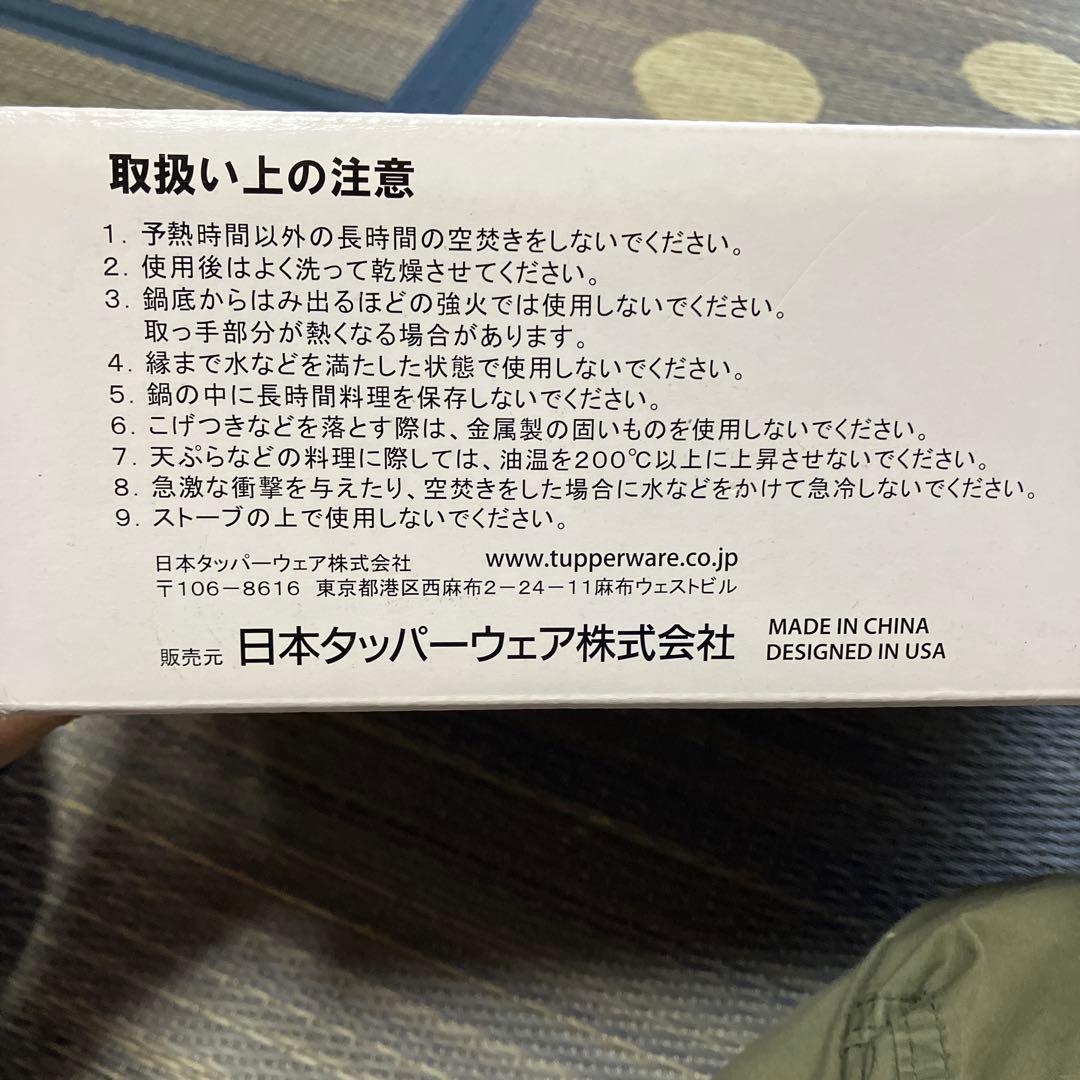 取扱い上の注意
1. 予熱時間以外の長時間の空焚きをしないでください。
2. 使用後はよく洗って乾燥させてください。
3. 鍋底からはみ出るほどの強火では使用しないでください。
取っ手部分が熱くなる場合があります。
4. 縁まで水などを満たした状態で使用しないでください。
5. 鍋の中に長時間料理を保存しないでください。
6. こげつきなどを落とす際は、金属製の固いものを使用しないでください。
7. 天ぷらなどの料理に際しては、油温を200℃以上に上昇させないでください。
8. 急激な衝撃を与えたり、空焚きをした場合に水などをかけて急冷しないでください。
9. ストーブの上で使用しないでください。
日本タッパーウェア株式会社 www.tupperware.co.jp
〒106-8616 東京都港区西麻布2-24-11麻布ウェストビル
販売元 日本タッパーウェア株式会社
MADE IN CHINA
DESIGNED IN USA